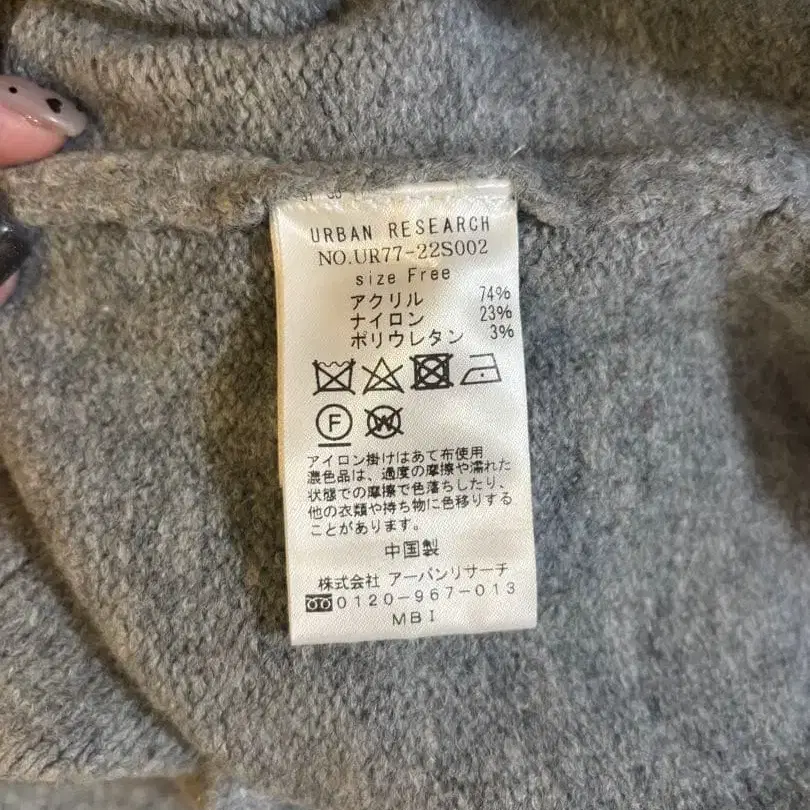 URBAN RESEARCH
NO.UR77-22S002
size Free
アクリル 74%
ナイロン 23%
ポリウレタン 3%
F W
アイロン掛けはあて布使用
濃色品は、過度の摩擦や濡れた
状態での摩擦で色落ちしたり、
他の衣類や持ち物に色移りする
ことがあります。
中国製
株式会社 アーバンリサーチ
0120-967-013
MBI